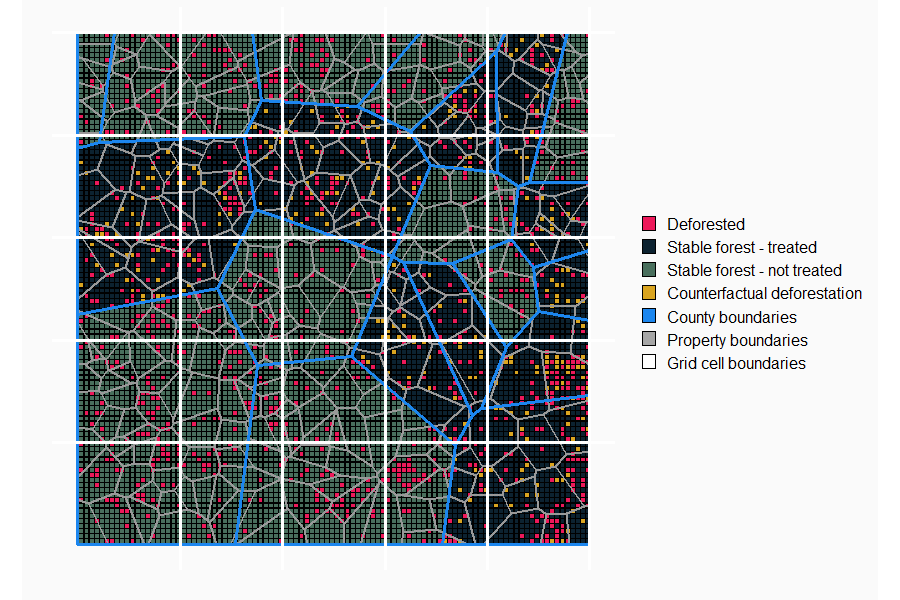 Deforested
Stable forest - treated
Stable forest - not treated
Counterfactual deforestation
County boundaries
Property boundaries
Grid cell boundaries